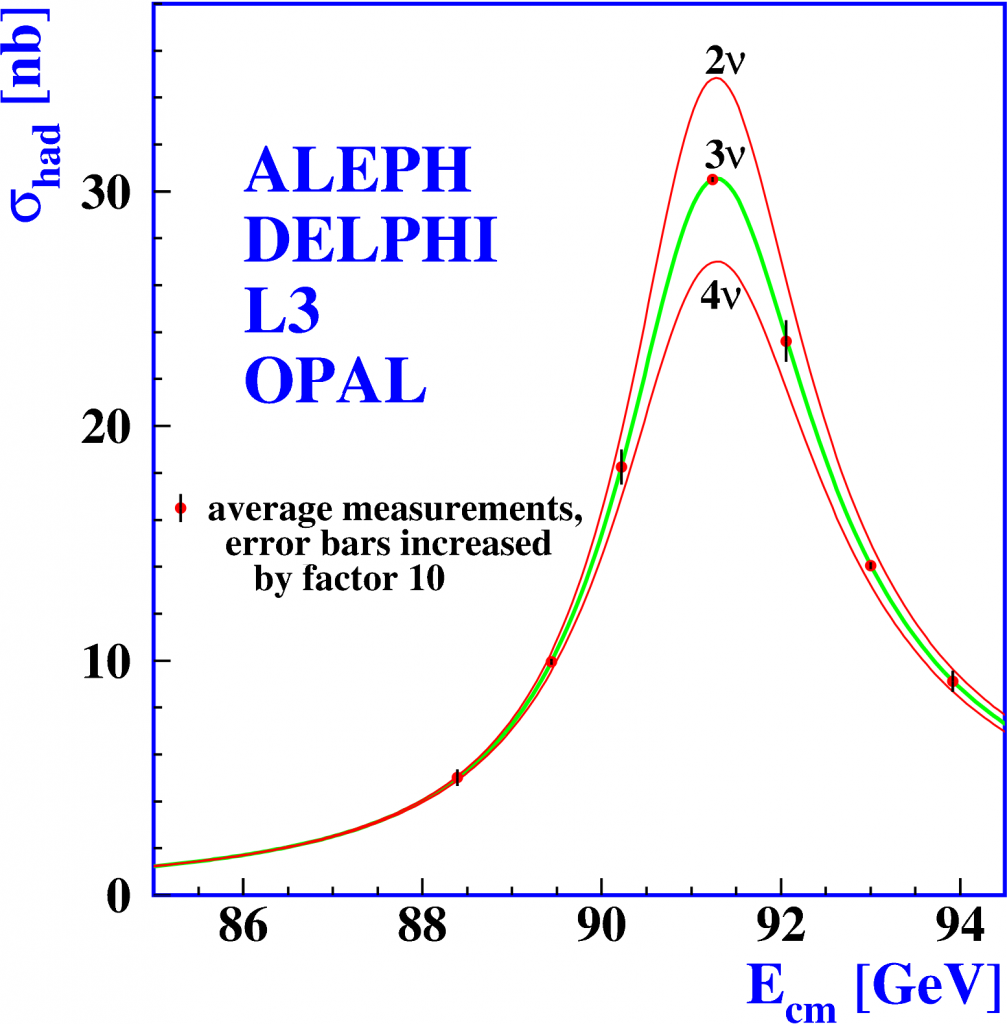 σhad [nb]
2ν
3ν
4ν
ALEPH
DELPHI
L3
OPAL
average measurements,
error bars increased
by factor 10
30
20
10
0
86 88 90 92 94
Ecm [GeV]